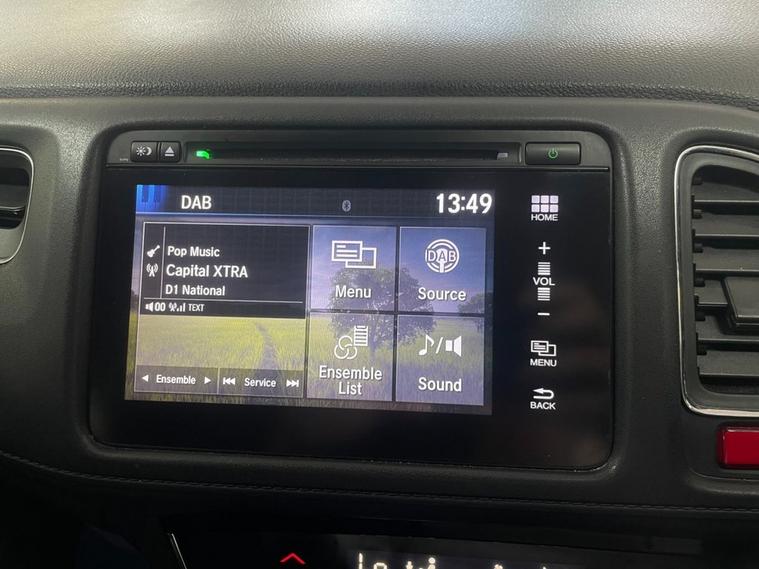 DAB
13:49
HOME
Pop Music
Capital XTRA
D1 National
00 TEXT
Menu
DAB
Source
+
VOL
−
Ensemble
Service
Ensemble
List
Sound
MENU
BACK